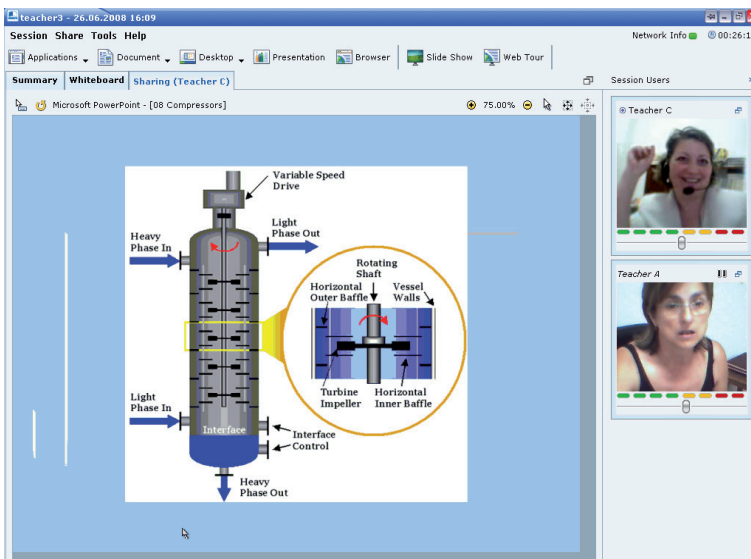 teacher3 - 26.06.2008 16:09
Session Share Tools Help
Network Info
00:26:1
Applications
Document
Desktop
Presentation
Browser
Slide Show
Web Tour
Summary
Whiteboard
Sharing (Teacher C)
Session Users
Microsoft PowerPoint - [08 Compressors]
75.00%
Teacher C
Variable Speed
Drive
Heavy
Phase In
Light
Phase Out
Rotating
Shaft
Horizontal
Outer Baffle
Vessel
Walls
Turbine
Impeller
Horizontal
Inner Baffle
Light
Phase In
Interface
Interface
Control
Heavy
Phase Out
Teacher A